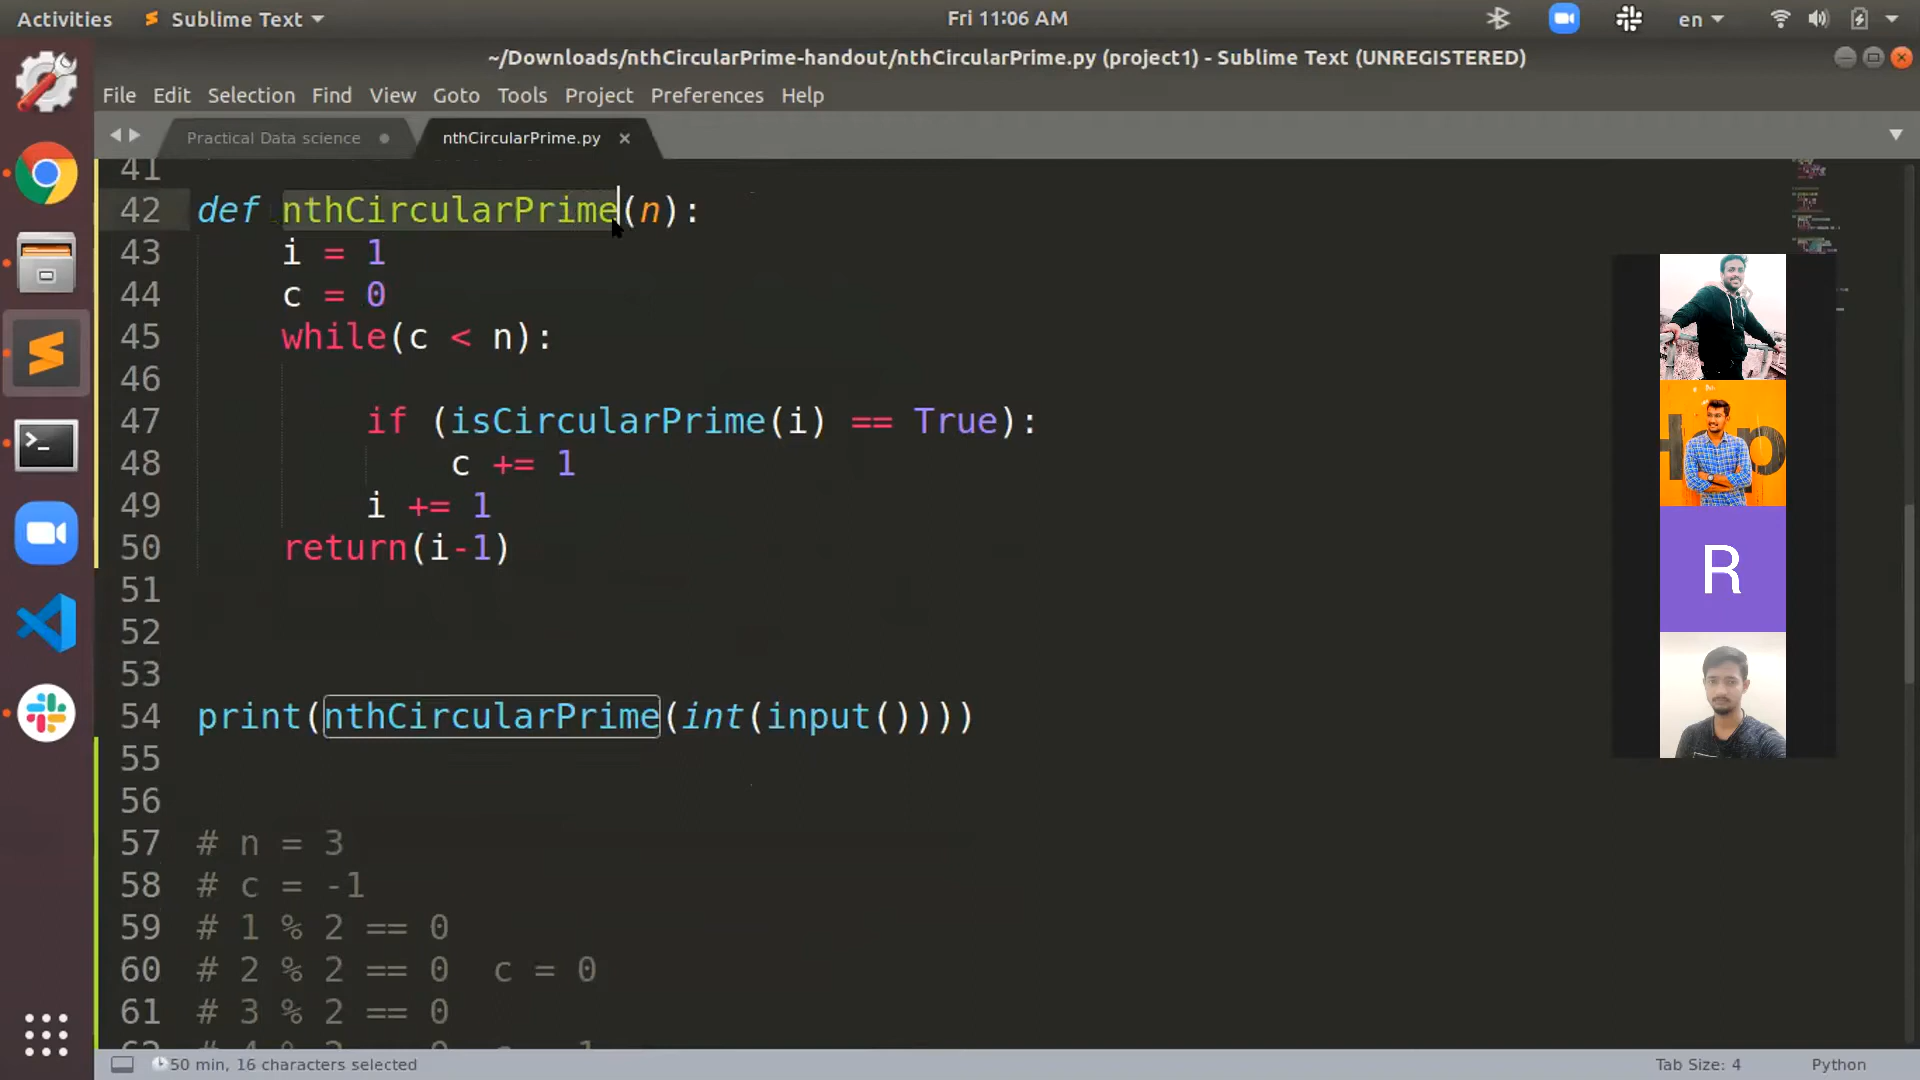 Activities
Sublime Text
Fri 11:06 AM
en
~/Downloads/nthCircularPrime-handout/nthCircularPrime.py (project1) - Sublime Text (UNREGISTERED)
File Edit Selection Find View Goto Tools Project Preferences Help
Practical Data science
nthCircularPrime.py
41
42 def nthCircularPrime(n):
43     i = 1
44     c = 0
45     while(c < n):
46
47         if (isCircularPrime(i) == True):
48             c += 1
49         i += 1
50     return(i-1)
51
52
53
54 print(nthCircularPrime(int(input())))
55
56
57 # n = 3
58 # c = -1
59 # 1 % 2 == 0
60 # 2 % 2 == 0  c = 0
61 # 3 % 2 == 0
R
50 min, 16 characters selected
Tab Size: 4
Python